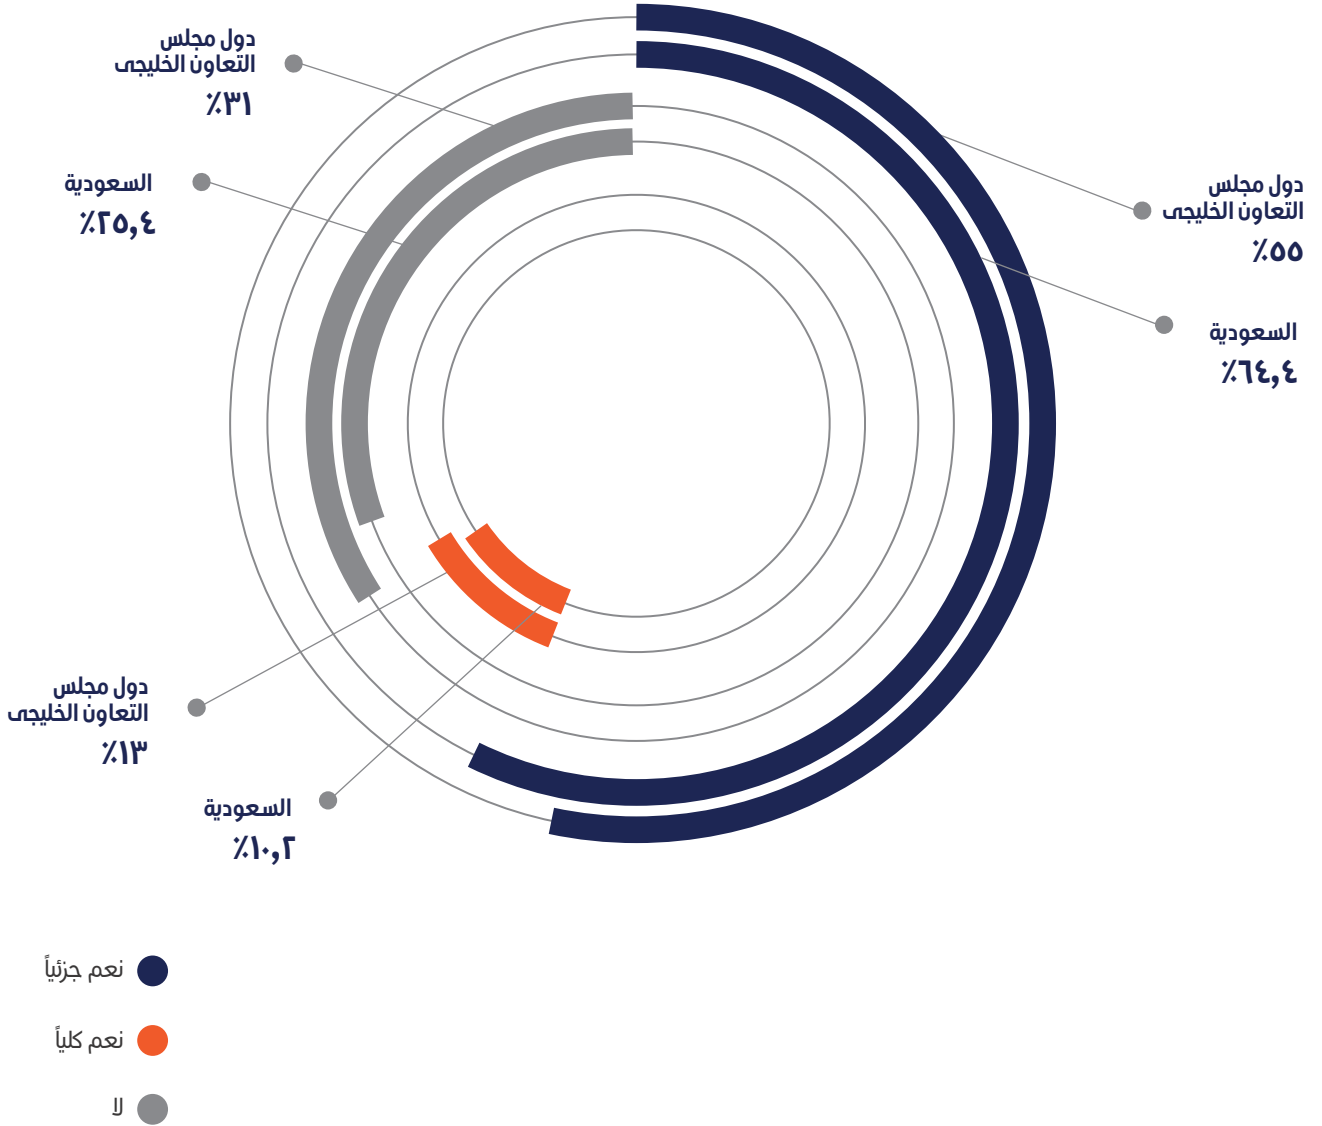 دول مجلس
التعاون الخليجى
٪٥٥
السعودية
٪٦٤,٤
دول مجلس
التعاون الخليجى
٪٣١
السعودية
٪٢٥,٤
دول مجلس
التعاون الخليجى
٪١٣
السعودية
٪١٠,٢
نعم جزئياً
نعم كلياً
لا